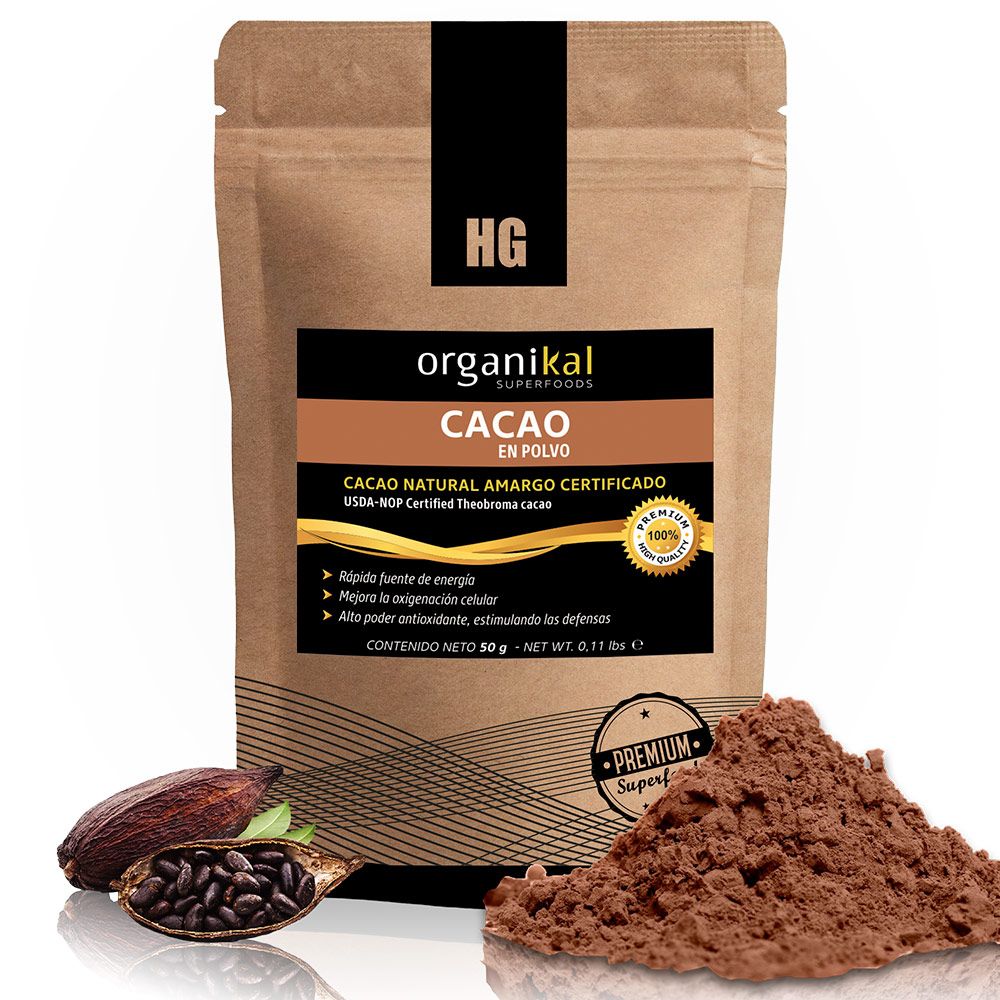 HG
organikal
SUPERFOODS
CACAO
EN POLVO
CACAO NATURAL AMARGO CERTIFICADO
USDA-NOP Certified Theobroma cacao
PREMIUM
100%
HIGH QUALITY
Rápida fuente de energía
Mejora la oxigenación celular
Alto poder antioxidante, estimulando las defensas
CONTENIDO NETO 50 g - NET WT. 0,11 lbs ℮
PREMIUM